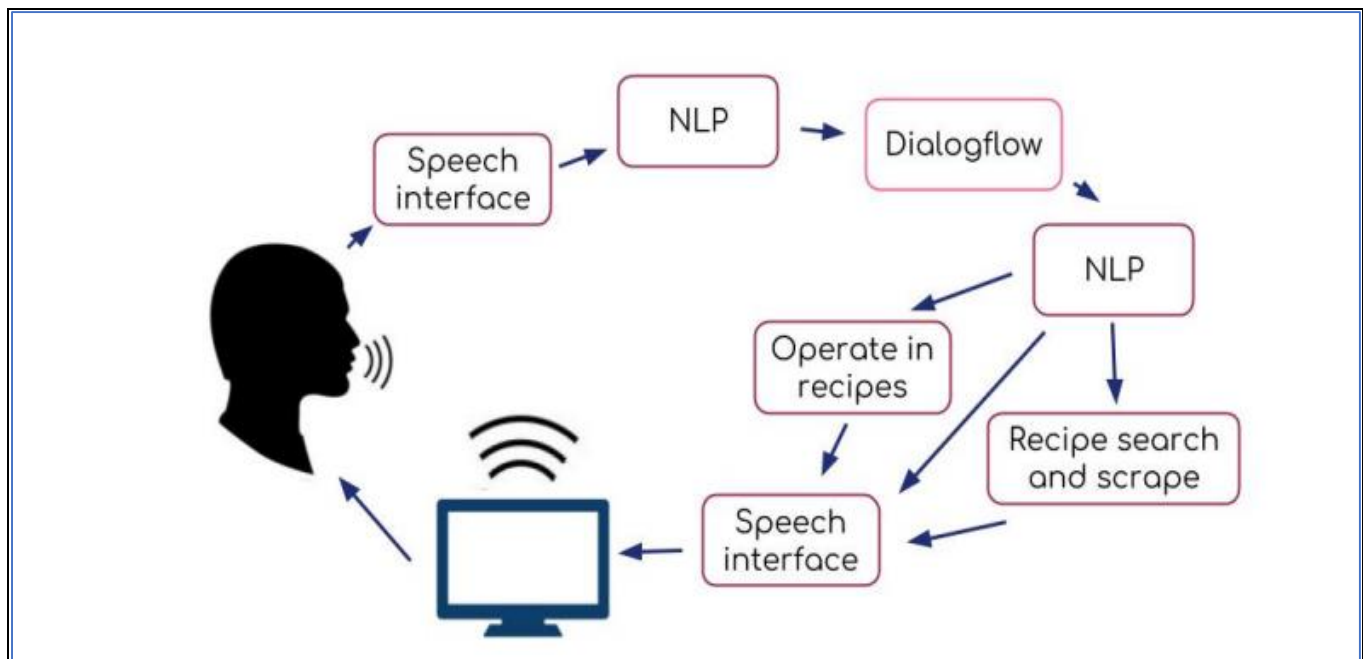 NLP
Dialogflow
Speech
interface
NLP
Operate in
recipes
Recipe search
and scrape
Speech
interface